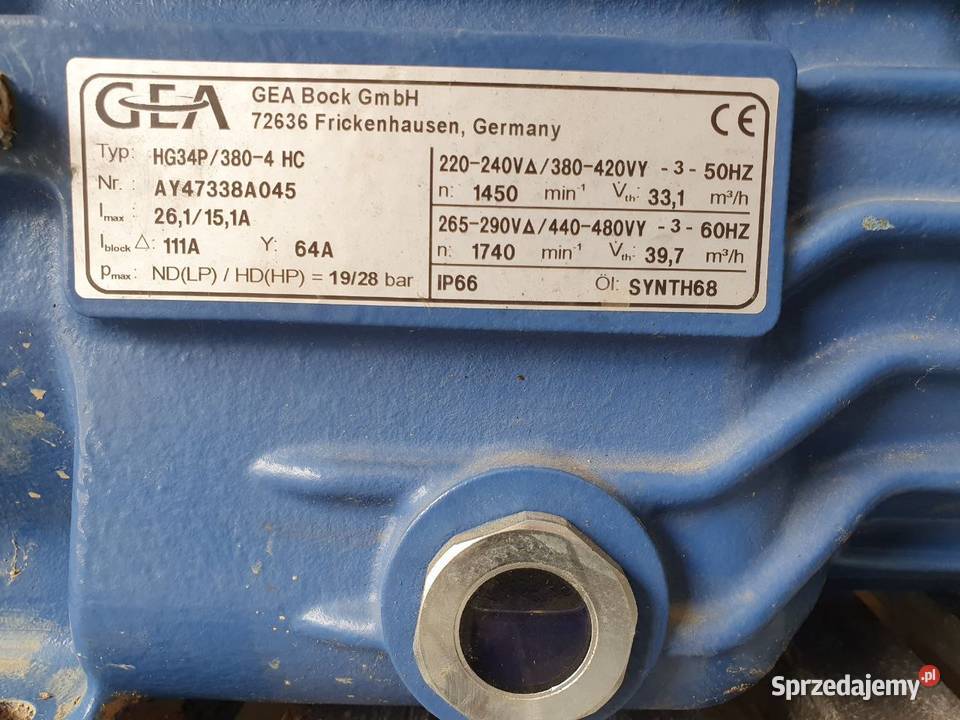 GEA
GEA Bock GmbH
72636 Frickenhausen, Germany
CE
Typ: HG34P/380-4 HC
Nr. : AY47338A045
Imax : 26,1/15,1A
Iblock Δ: 111A Y: 64A
Pmax: ND(LP) / HD(HP) = 19/28 bar
220-240VΔ/380-420VY -3- 50HZ
n: 1450 min⁻¹ V̇th: 33,1 m³/h
265-290VΔ/440-480VY -3- 60HZ
n: 1740 min⁻¹ V̇th: 39,7 m³/h
IP66 Öl: SYNTH68
Sprzedajemy.pl